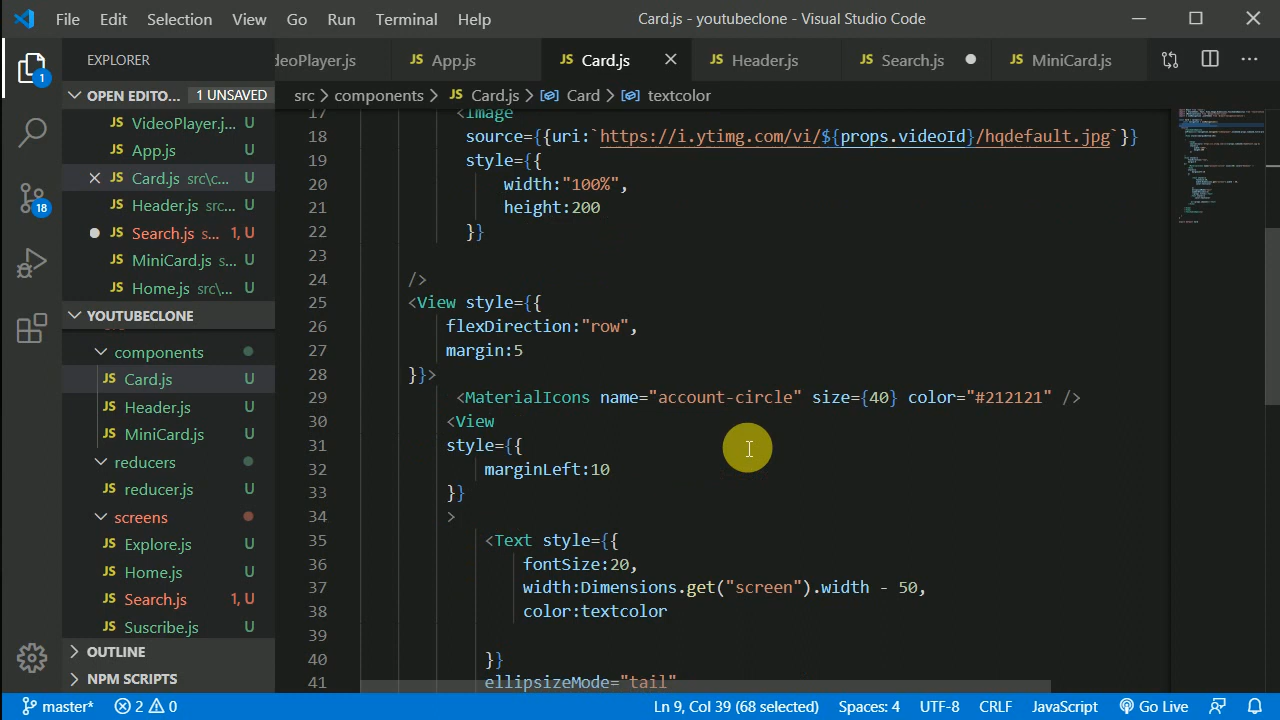 File Edit Selection View Go Run Terminal Help Card.js - youtubeclone - Visual Studio Code
EXPLORER
deoPlayer.js JS App.js JS Card.js JS Header.js JS Search.js JS MiniCard.js
OPEN EDITO... 1 UNSAVED
src > components > JS Card.js > Card > textcolor
JS VideoPlayer.j... U
JS App.js U
JS Card.js src\c... U
JS Header.js src... U
JS Search.js s... 1, U
JS MiniCard.js s... U
JS Home.js src\... U
YOUTUBECLONE
components
JS Card.js U
JS Header.js U
JS MiniCard.js U
reducers
JS reducer.js U
screens
JS Explore.js U
JS Home.js U
JS Search.js 1, U
JS Suscribe.js U
OUTLINE
NPM SCRIPTS
1
18
17 <Image
18 source={{uri:`https://i.ytimg.com/vi/${props.videoId}/hqdefault.jpg`}}
19 style={{
20 width:"100%",
21 height:200
22 }}
23
24 />
25 <View style={{
26 flexDirection:"row",
27 margin:5
28 }}>
29 <MaterialIcons name="account-circle" size={40} color="#212121" />
30 <View
31 style={{
32 marginLeft:10
33 }}
34 >
35 <Text style={{
36 fontSize:20,
37 width:Dimensions.get("screen").width - 50,
38 color:textcolor
39
40 }}
41 ellipsizeMode="tail"
master* 2 0 Ln 9, Col 39 (68 selected) Spaces: 4 UTF-8 CRLF JavaScript Go Live